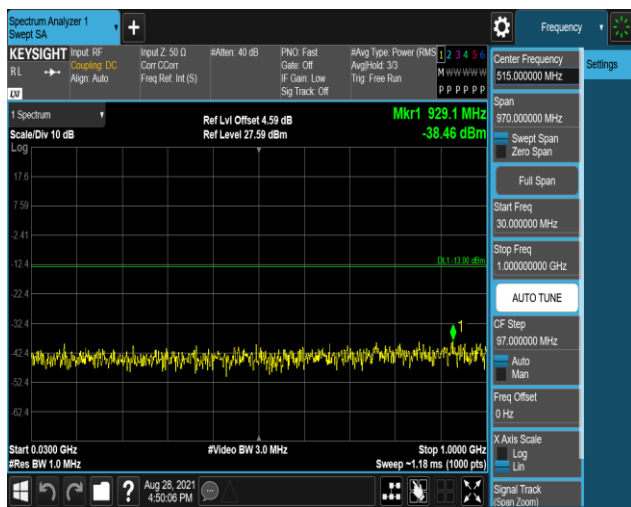 Spectrum Analyzer 1
Swept SA
+
Frequency
KEYSIGHT
RL
LXI
Input: RF
Coupling: DC
Align: Auto
Input Z: 50 Ω
Corr CCorr
Freq Ref: Int (S)
#Atten: 40 dB
PNO: Fast
Gate: Off
IF Gain: Low
Sig Track: Off
#Avg Type: Power (RMS
Avg|Hold: 3/3
Trig: Free Run
1 2 3 4 5 6
M W W W W W
P P P P P P
Center Frequency
515.000000 MHz
Settings
1 Spectrum
Scale/Div 10 dB
Log
Ref Lvl Offset 4.59 dB
Ref Level 27.59 dBm
Mkr1 929.1 MHz
-38.46 dBm
Span
970.000000 MHz
Swept Span
Zero Span
Full Span
Start Freq
30.000000 MHz
Stop Freq
1.000000000 GHz
AUTO TUNE
CF Step
97.000000 MHz
Auto
Man
Freq Offset
0 Hz
X Axis Scale
Log
Lin
Signal Track
(Span Zoom)
17.6
7.59
-2.41
-12.4
DL1 -13.00 dBm
-22.4
-32.4
1
-42.4
-52.4
-62.4
Start 0.0300 GHz
#Res BW 1.0 MHz
#Video BW 3.0 MHz
Stop 1.0000 GHz
Sweep ~1.18 ms (1000 pts)
?
Aug 28, 2021
4:50:06 PM